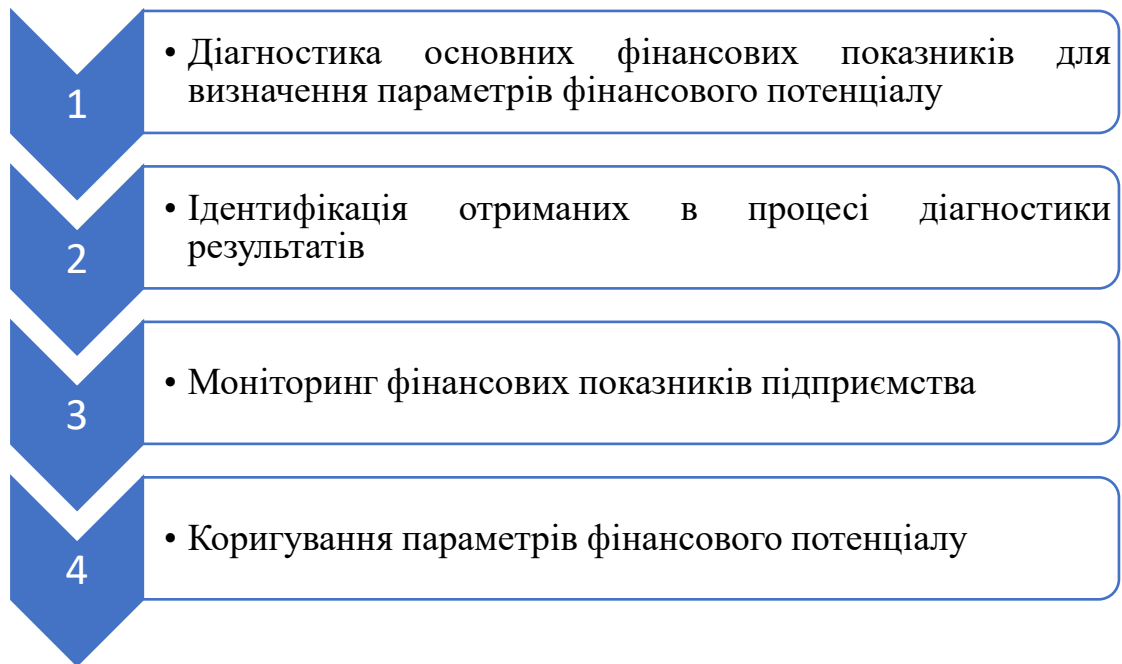 1
• Діагностика основних фінансових показників для
визначення параметрів фінансового потенціалу
2
• Ідентифікація отриманих в процесі діагностики
результатів
3
• Моніторинг фінансових показників підприємства
4
• Коригування параметрів фінансового потенціалу